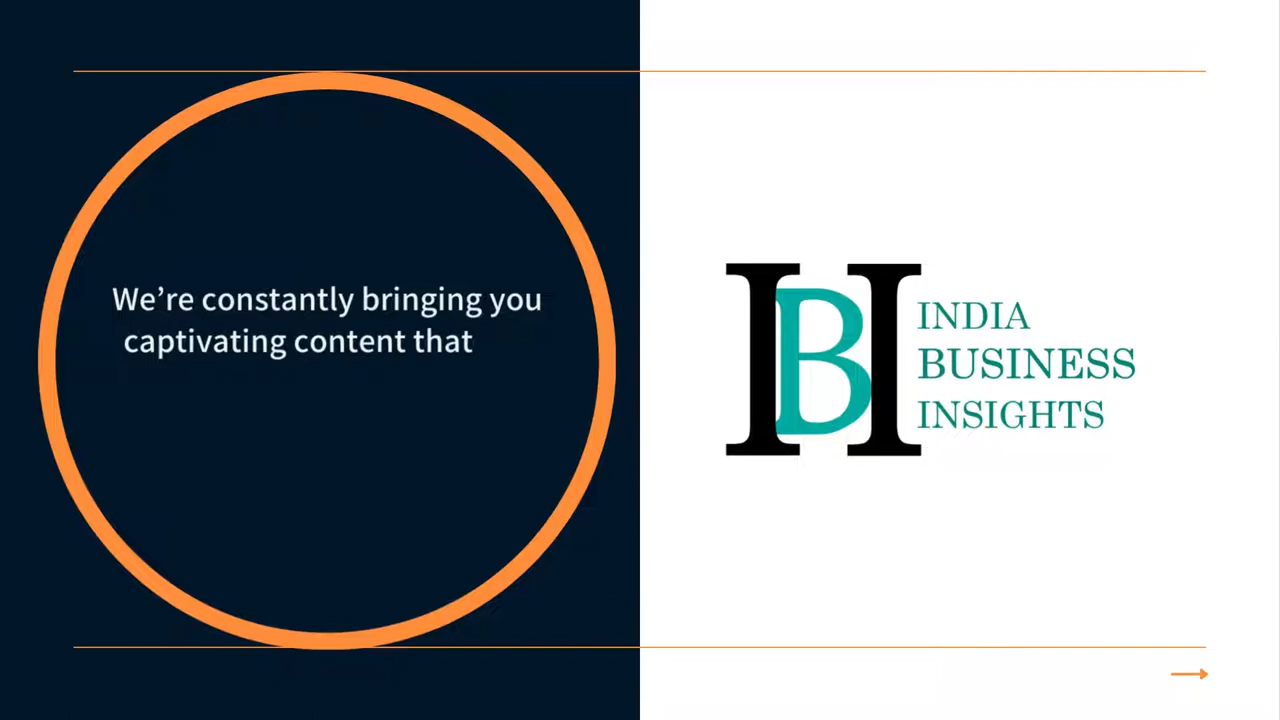 We’re constantly bringing you
captivating content that
IBI
INDIA
BUSINESS
INSIGHTS